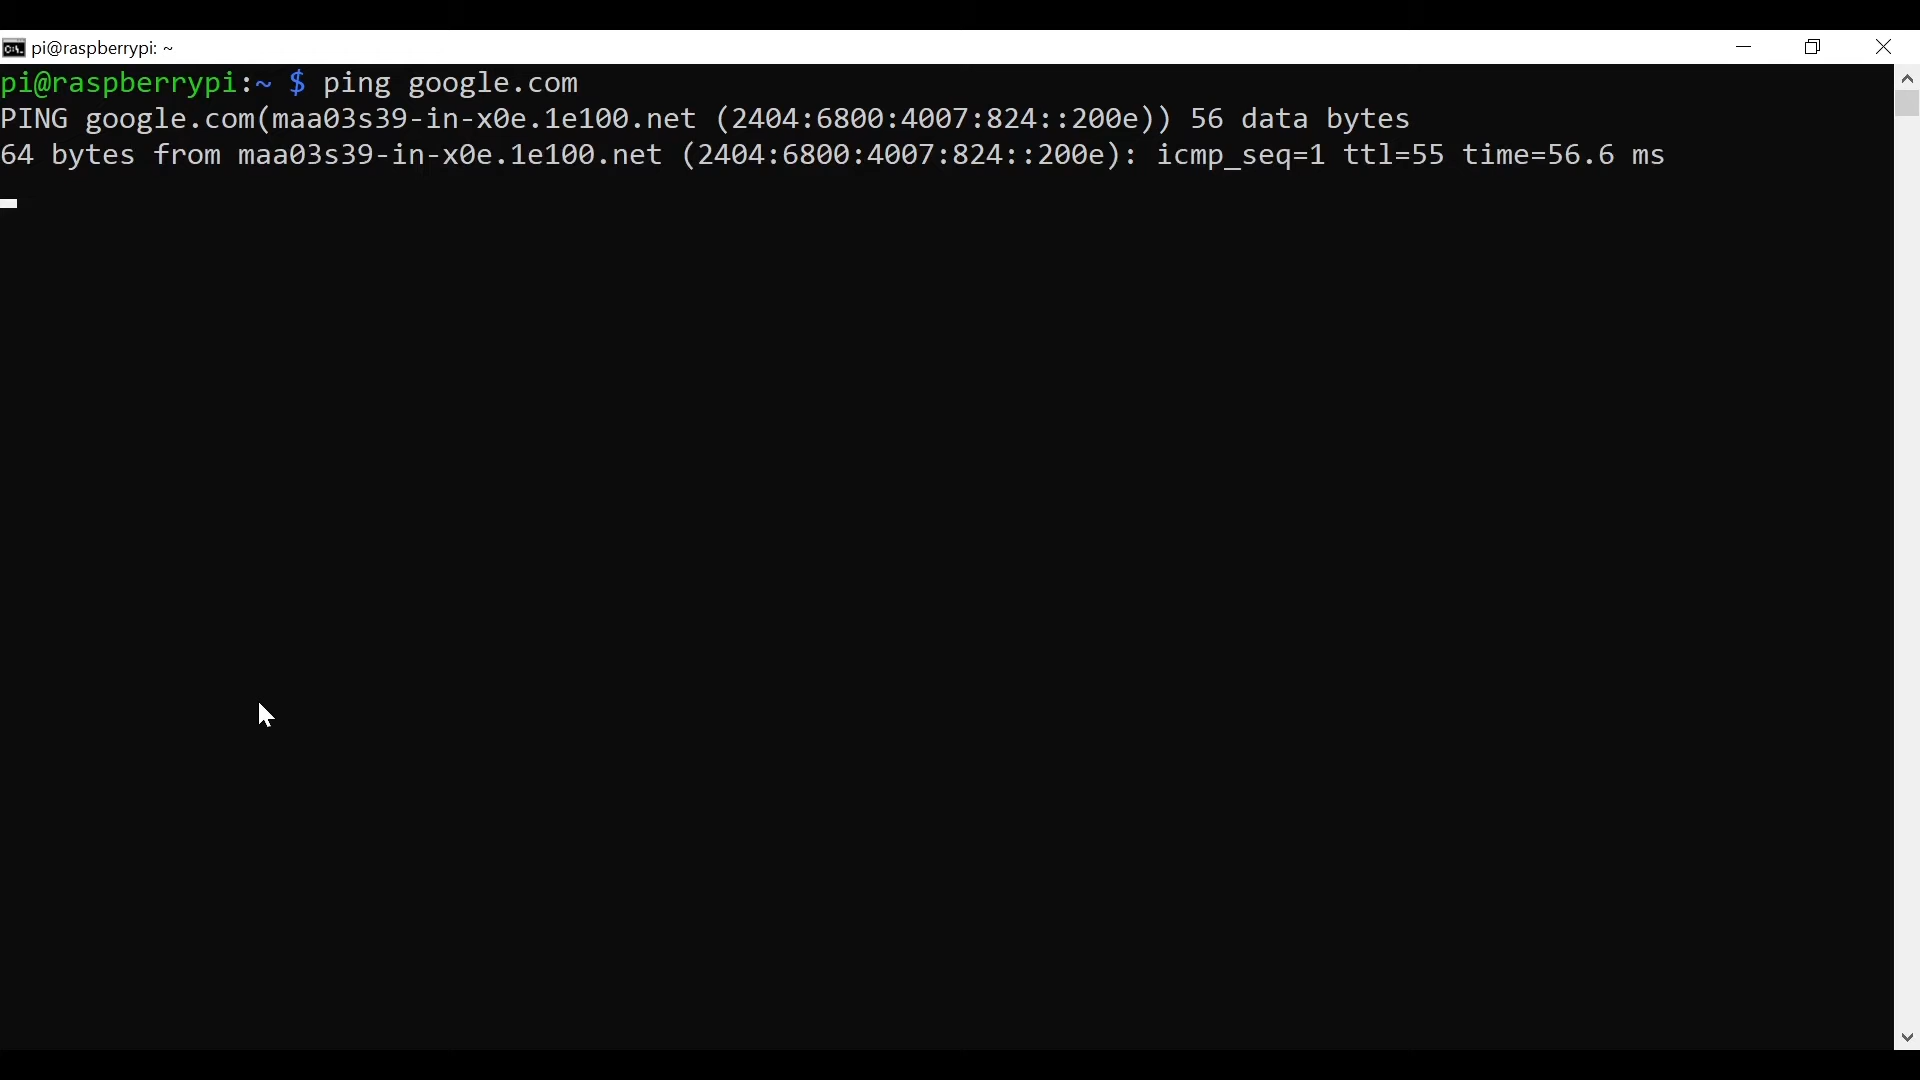 pi@raspberrypi: ~
pi@raspberrypi:~ $ ping google.com
PING google.com(maa03s39-in-x0e.1e100.net (2404:6800:4007:824::200e)) 56 data bytes
64 bytes from maa03s39-in-x0e.1e100.net (2404:6800:4007:824::200e): icmp_seq=1 ttl=55 time=56.6 ms